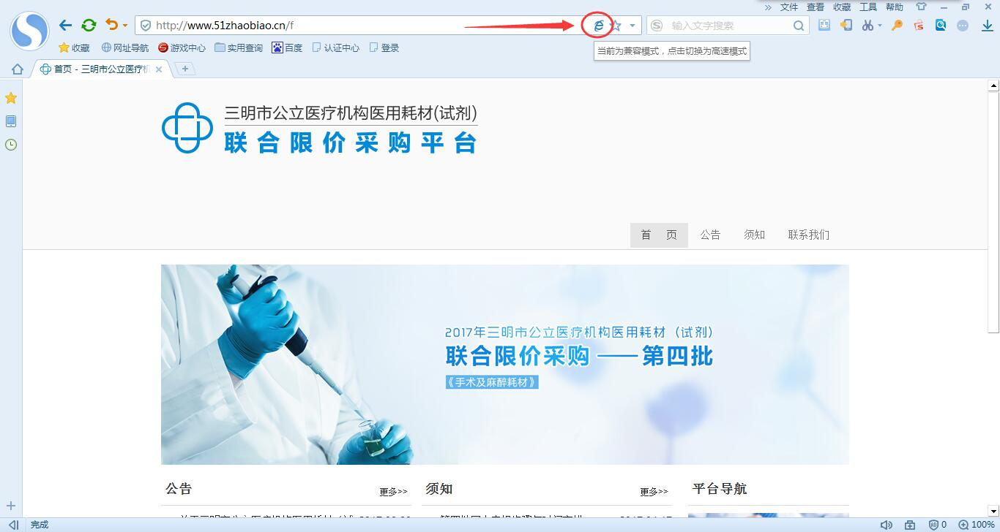 文件 查看 收藏 工具 帮助
http://www.51zhaobiao.cn/f
输入文字搜索
收藏 网址导航 游戏中心 实用查询 百度 认证中心 登录
当前为兼容模式，点击切换为高速模式
首页 - 三明市公立医疗机
三明市公立医疗机构医用耗材(试剂)
联合限价采购平台
首 页 公告 须知 联系我们
2017年三明市公立医疗机构医用耗材（试剂）
联合限价采购 ——第四批
《手术及麻醉耗材》
公告 更多>> 须知 更多>> 平台导航
完成 0 100%